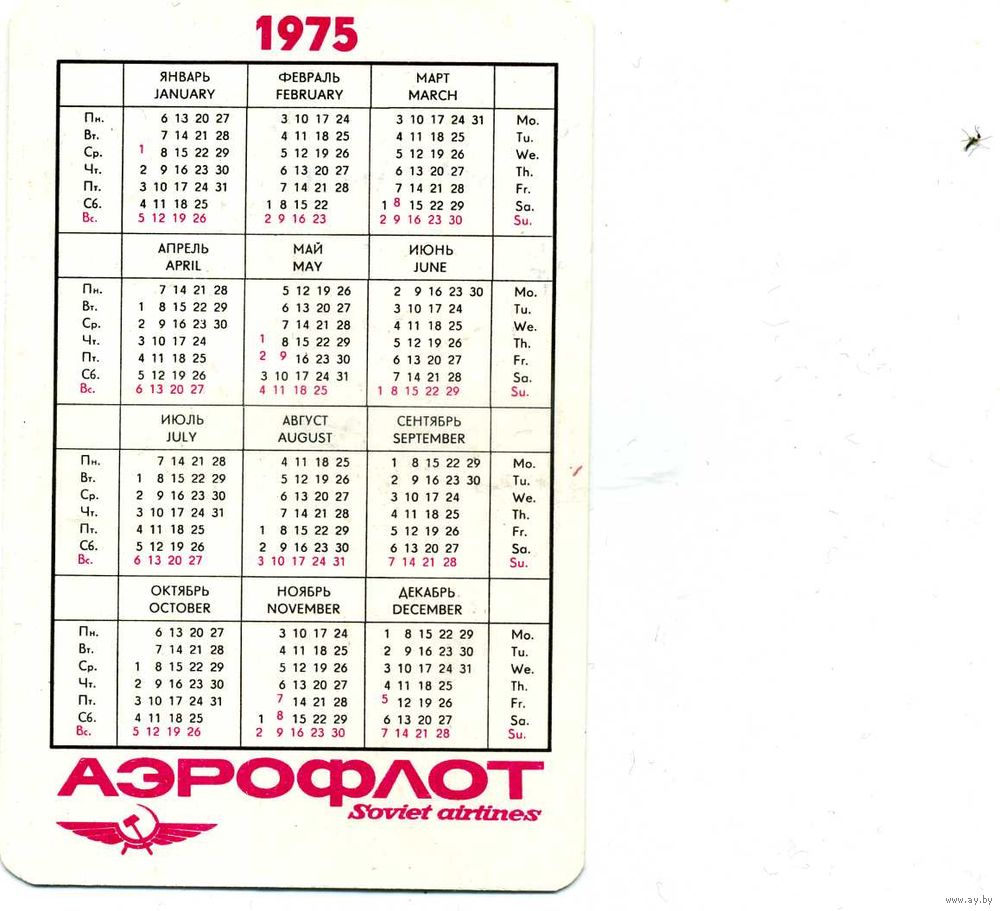 1975
ЯНВАРЬ ФЕВРАЛЬ МАРТ
JANUARY FEBRUARY MARCH
Пн. 6 13 20 27 3 10 17 24 3 10 17 24 31 Mo.
Вт. 7 14 21 28 4 11 18 25 4 11 18 25 Tu.
Ср. 1 8 15 22 29 5 12 19 26 5 12 19 26 We.
Чт. 2 9 16 23 30 6 13 20 27 6 13 20 27 Th.
Пт. 3 10 17 24 31 7 14 21 28 7 14 21 28 Fr.
Сб. 4 11 18 25 1 8 15 22 1 8 15 22 29 Sa.
Вс. 5 12 19 26 2 9 16 23 2 9 16 23 30 Su.
АПРЕЛЬ МАЙ ИЮНЬ
APRIL MAY JUNE
Пн. 7 14 21 28 5 12 19 26 2 9 16 23 30 Mo.
Вт. 1 8 15 22 29 6 13 20 27 3 10 17 24 Tu.
Ср. 2 9 16 23 30 7 14 21 28 4 11 18 25 We.
Чт. 3 10 17 24 1 8 15 22 29 5 12 19 26 Th.
Пт. 4 11 18 25 2 9 16 23 30 6 13 20 27 Fr.
Сб. 5 12 19 26 3 10 17 24 31 7 14 21 28 Sa.
Вс. 6 13 20 27 4 11 18 25 1 8 15 22 29 Su.
ИЮЛЬ АВГУСТ СЕНТЯБРЬ
JULY AUGUST SEPTEMBER
Пн. 7 14 21 28 4 11 18 25 1 8 15 22 29 Mo.
Вт. 1 8 15 22 29 5 12 19 26 2 9 16 23 30 Tu.
Ср. 2 9 16 23 30 6 13 20 27 3 10 17 24 We.
Чт. 3 10 17 24 31 7 14 21 28 4 11 18 25 Th.
Пт. 4 11 18 25 1 8 15 22 29 5 12 19 26 Fr.
Сб. 5 12 19 26 2 9 16 23 30 6 13 20 27 Sa.
Вс. 6 13 20 27 3 10 17 24 31 7 14 21 28 Su.
ОКТЯБРЬ НОЯБРЬ ДЕКАБРЬ
OCTOBER NOVEMBER DECEMBER
Пн. 6 13 20 27 3 10 17 24 1 8 15 22 29 Mo.
Вт. 7 14 21 28 4 11 18 25 2 9 16 23 30 Tu.
Ср. 1 8 15 22 29 5 12 19 26 3 10 17 24 31 We.
Чт. 2 9 16 23 30 6 13 20 27 4 11 18 25 Th.
Пт. 3 10 17 24 31 7 14 21 28 5 12 19 26 Fr.
Сб. 4 11 18 25 1 8 15 22 29 6 13 20 27 Sa.
Вс. 5 12 19 26 2 9 16 23 30 7 14 21 28 Su.
АЭРОФЛОТ
Soviet airlines
www.ay.by